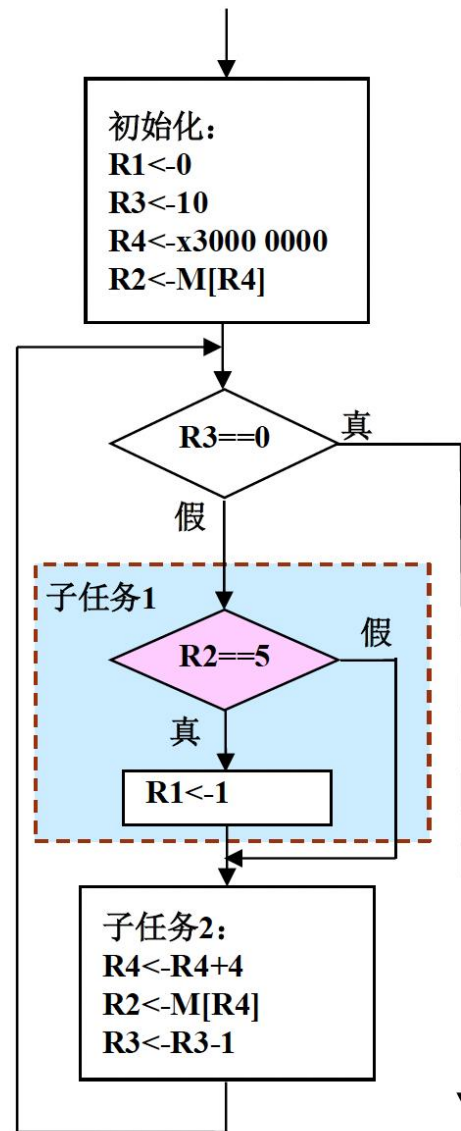 初始化：
R1<-0
R3<-10
R4<-x3000 0000
R2<-M[R4]
R3==0
真
假
子任务1
R2==5
假
真
R1<-1
子任务2：
R4<-R4+4
R2<-M[R4]
R3<-R3-1